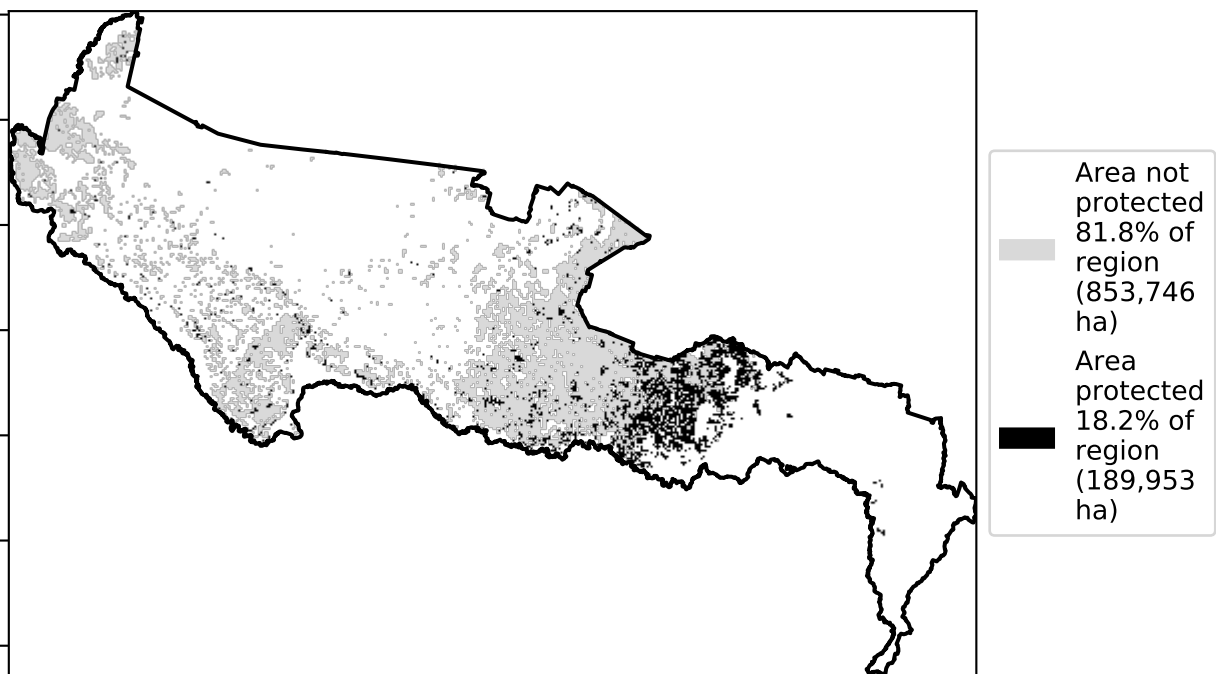 Area not
protected
81.8% of
region
(853,746
ha)
Area
protected
18.2% of
region
(189,953
ha)